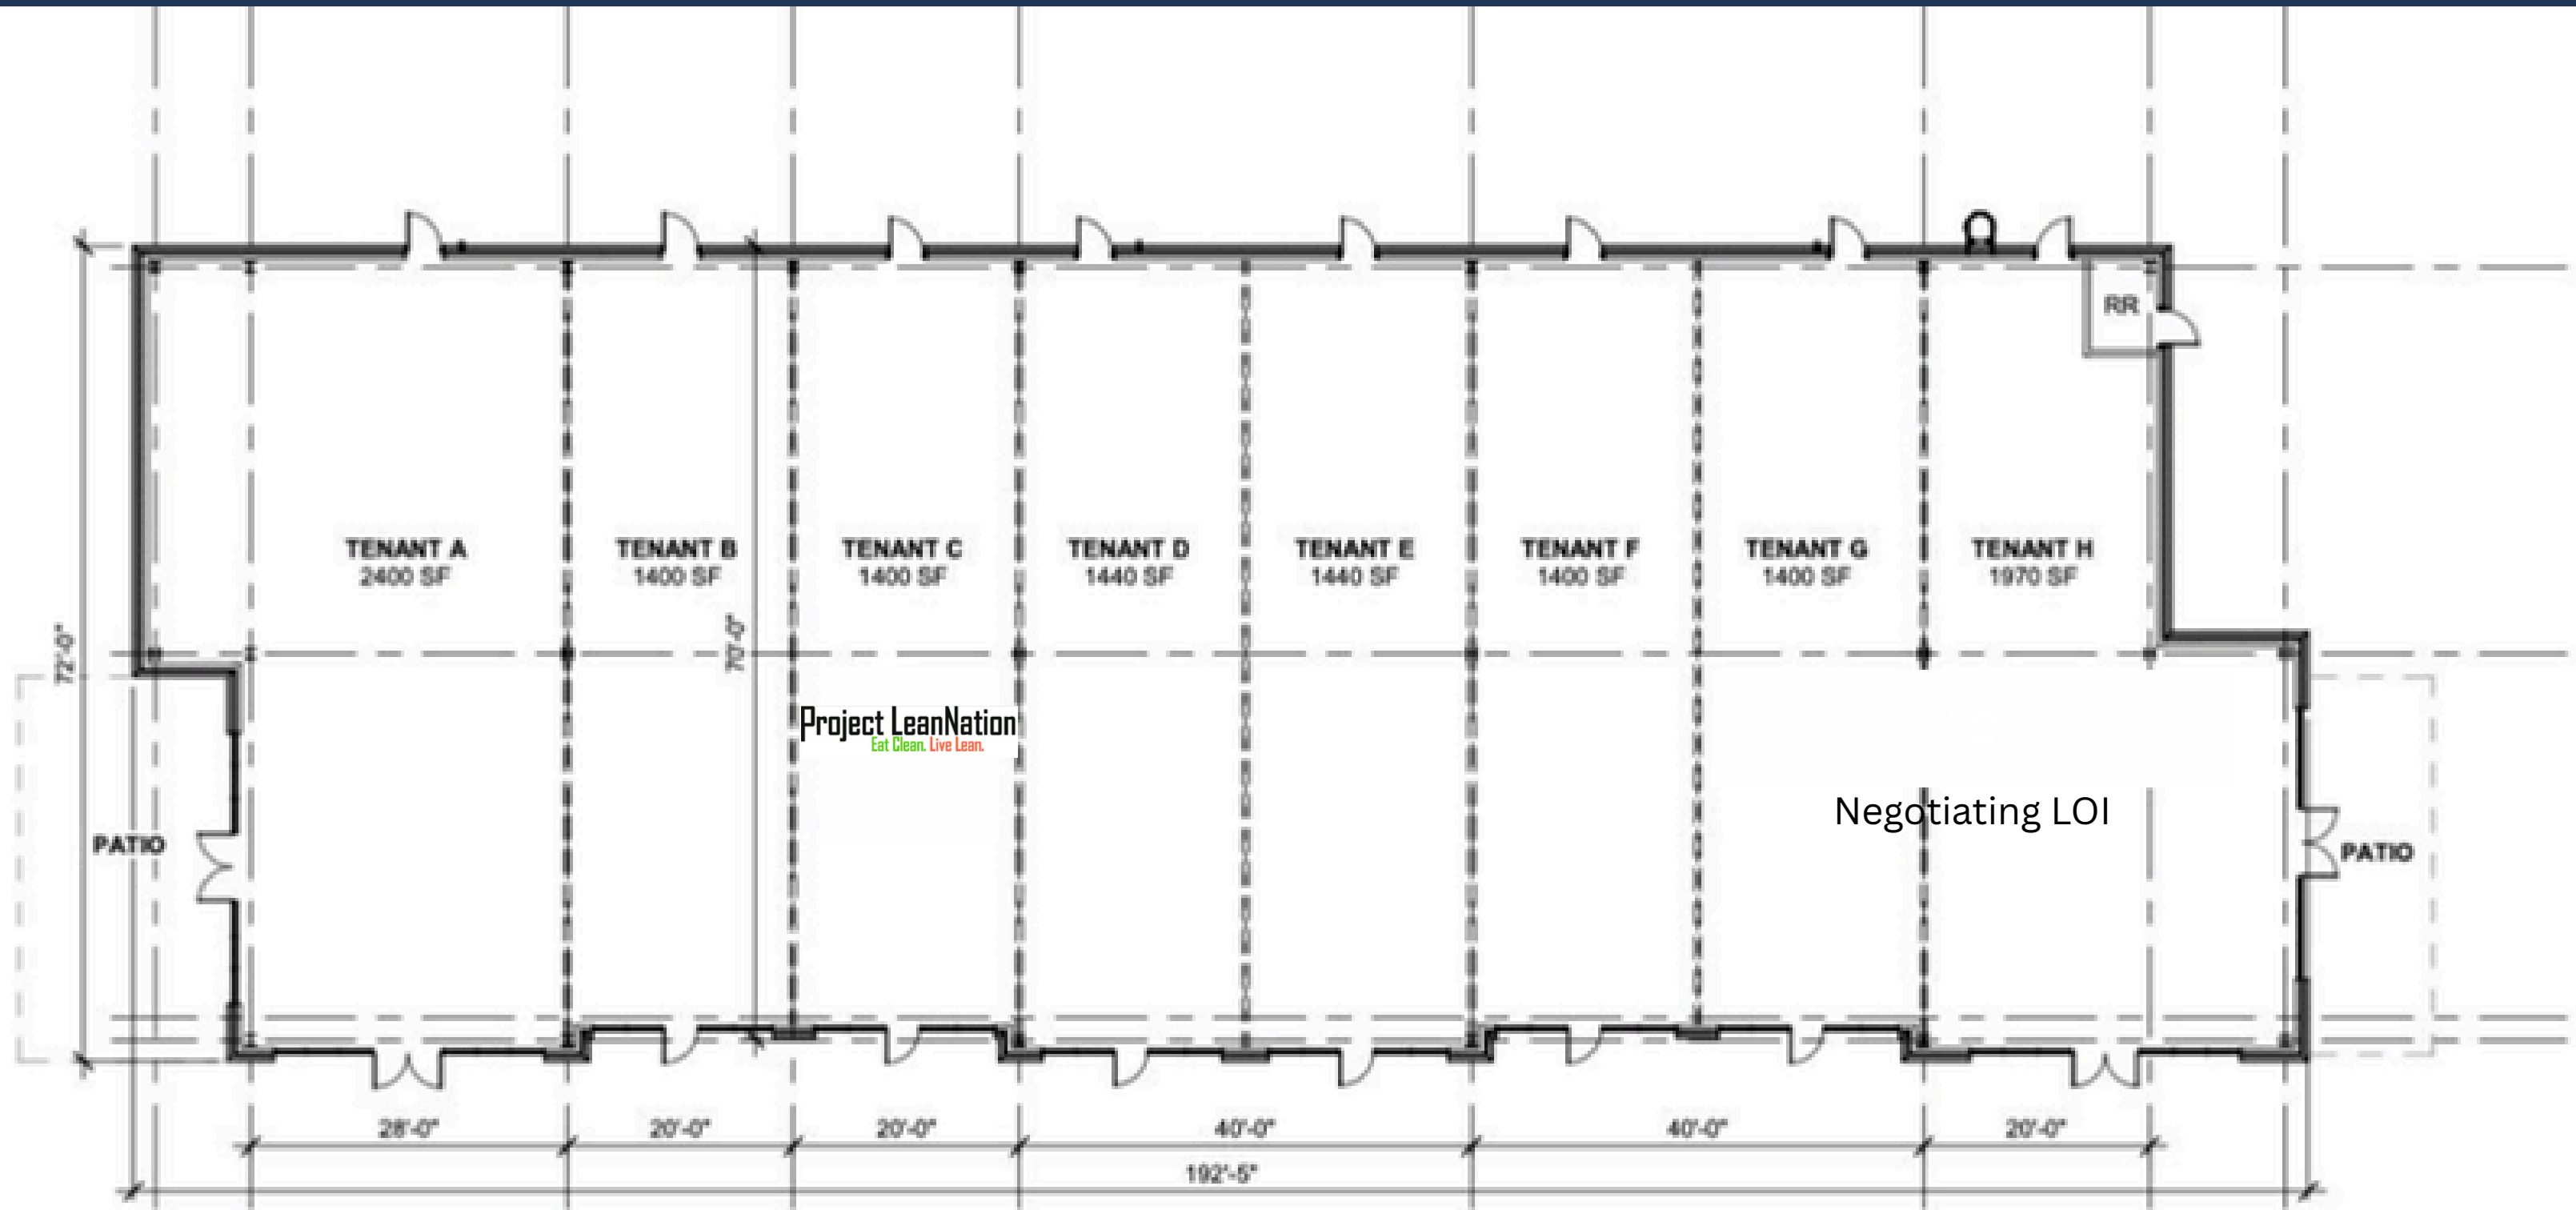 RR
TENANT A
2400 SF
TENANT B
1400 SF
TENANT C
1400 SF
TENANT D
1440 SF
TENANT E
1440 SF
TENANT F
1400 SF
TENANT G
1400 SF
TENANT H
1970 SF
72'-0"
70'-0"
Project LeanNation
Eat Clean. Live Lean.
Negotiating LOI
PATIO
PATIO
28'-0"
20'-0"
20'-0"
40'-0"
40'-0"
20'-0"
192'-5"